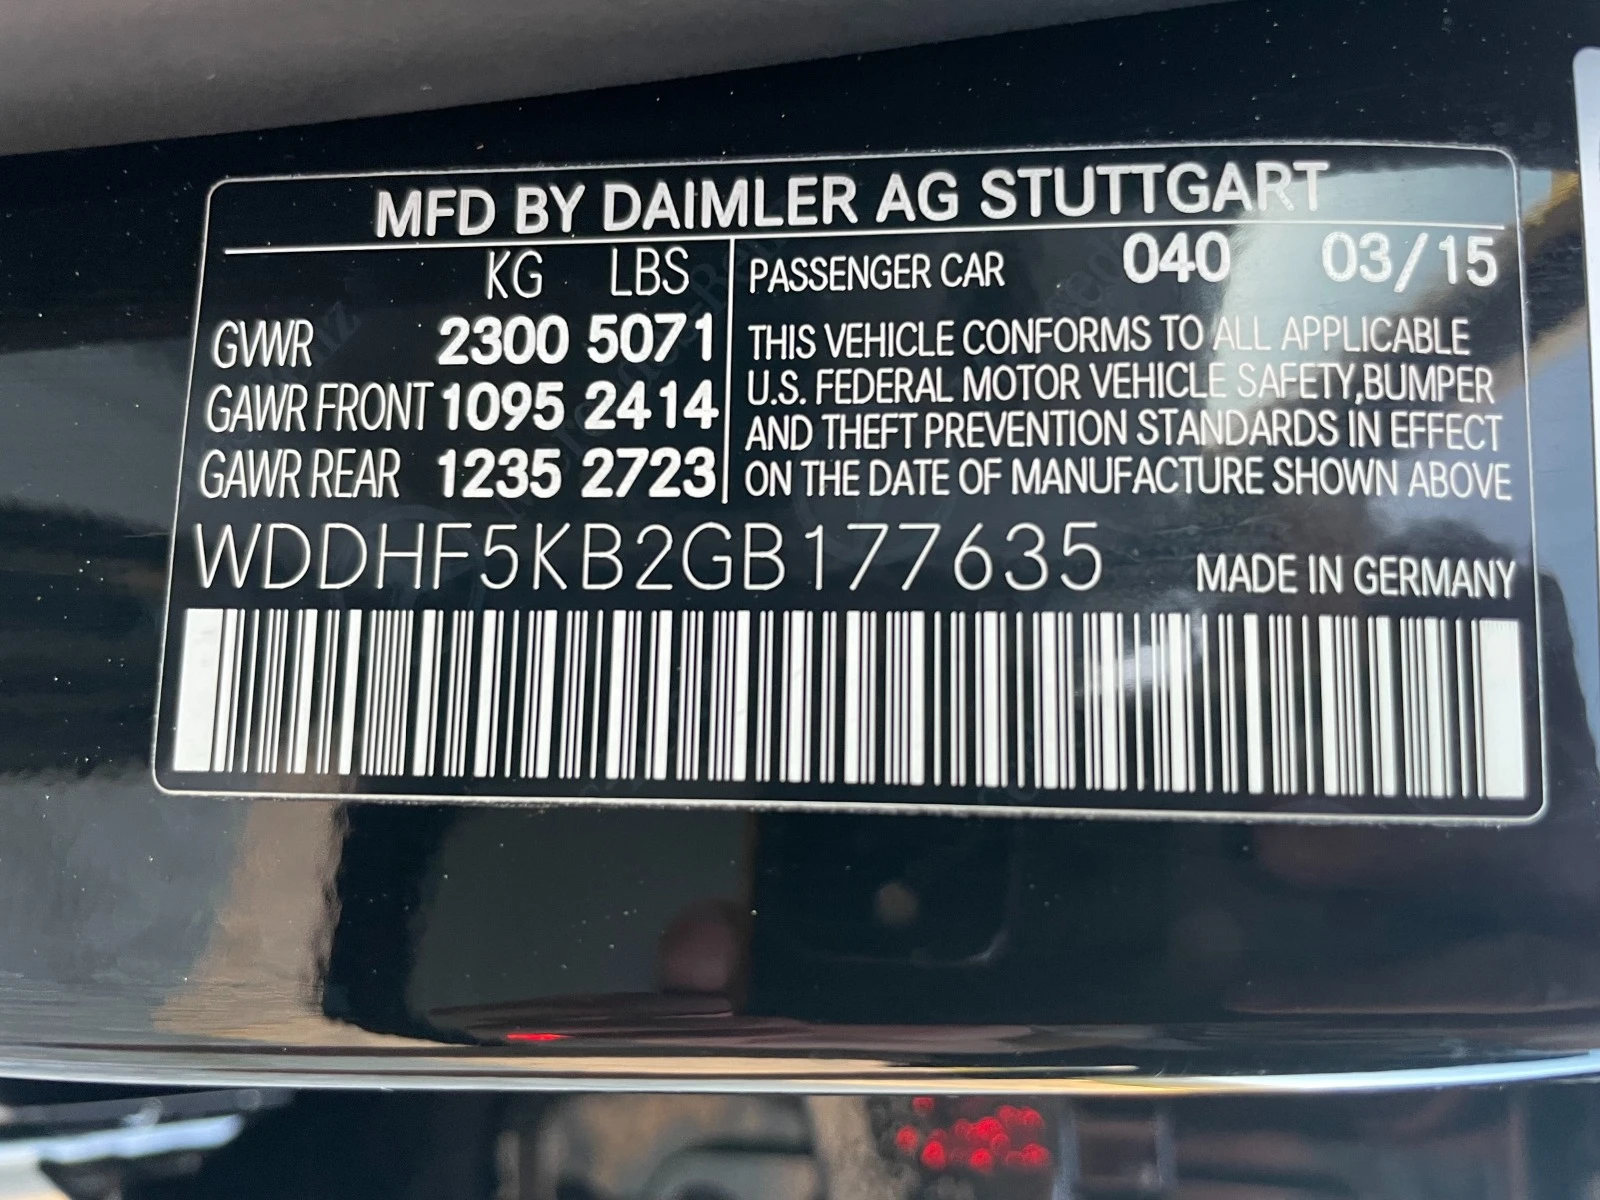 MFD BY DAIMLER AG STUTTGART
KG LBS
GVWR 2300 5071
GAWR FRONT 1095 2414
GAWR REAR 1235 2723
PASSENGER CAR 040 03/15
THIS VEHICLE CONFORMS TO ALL APPLICABLE
U.S. FEDERAL MOTOR VEHICLE SAFETY,BUMPER
AND THEFT PREVENTION STANDARDS IN EFFECT
ON THE DATE OF MANUFACTURE SHOWN ABOVE
WDDHF5KB2GB177635 MADE IN GERMANY